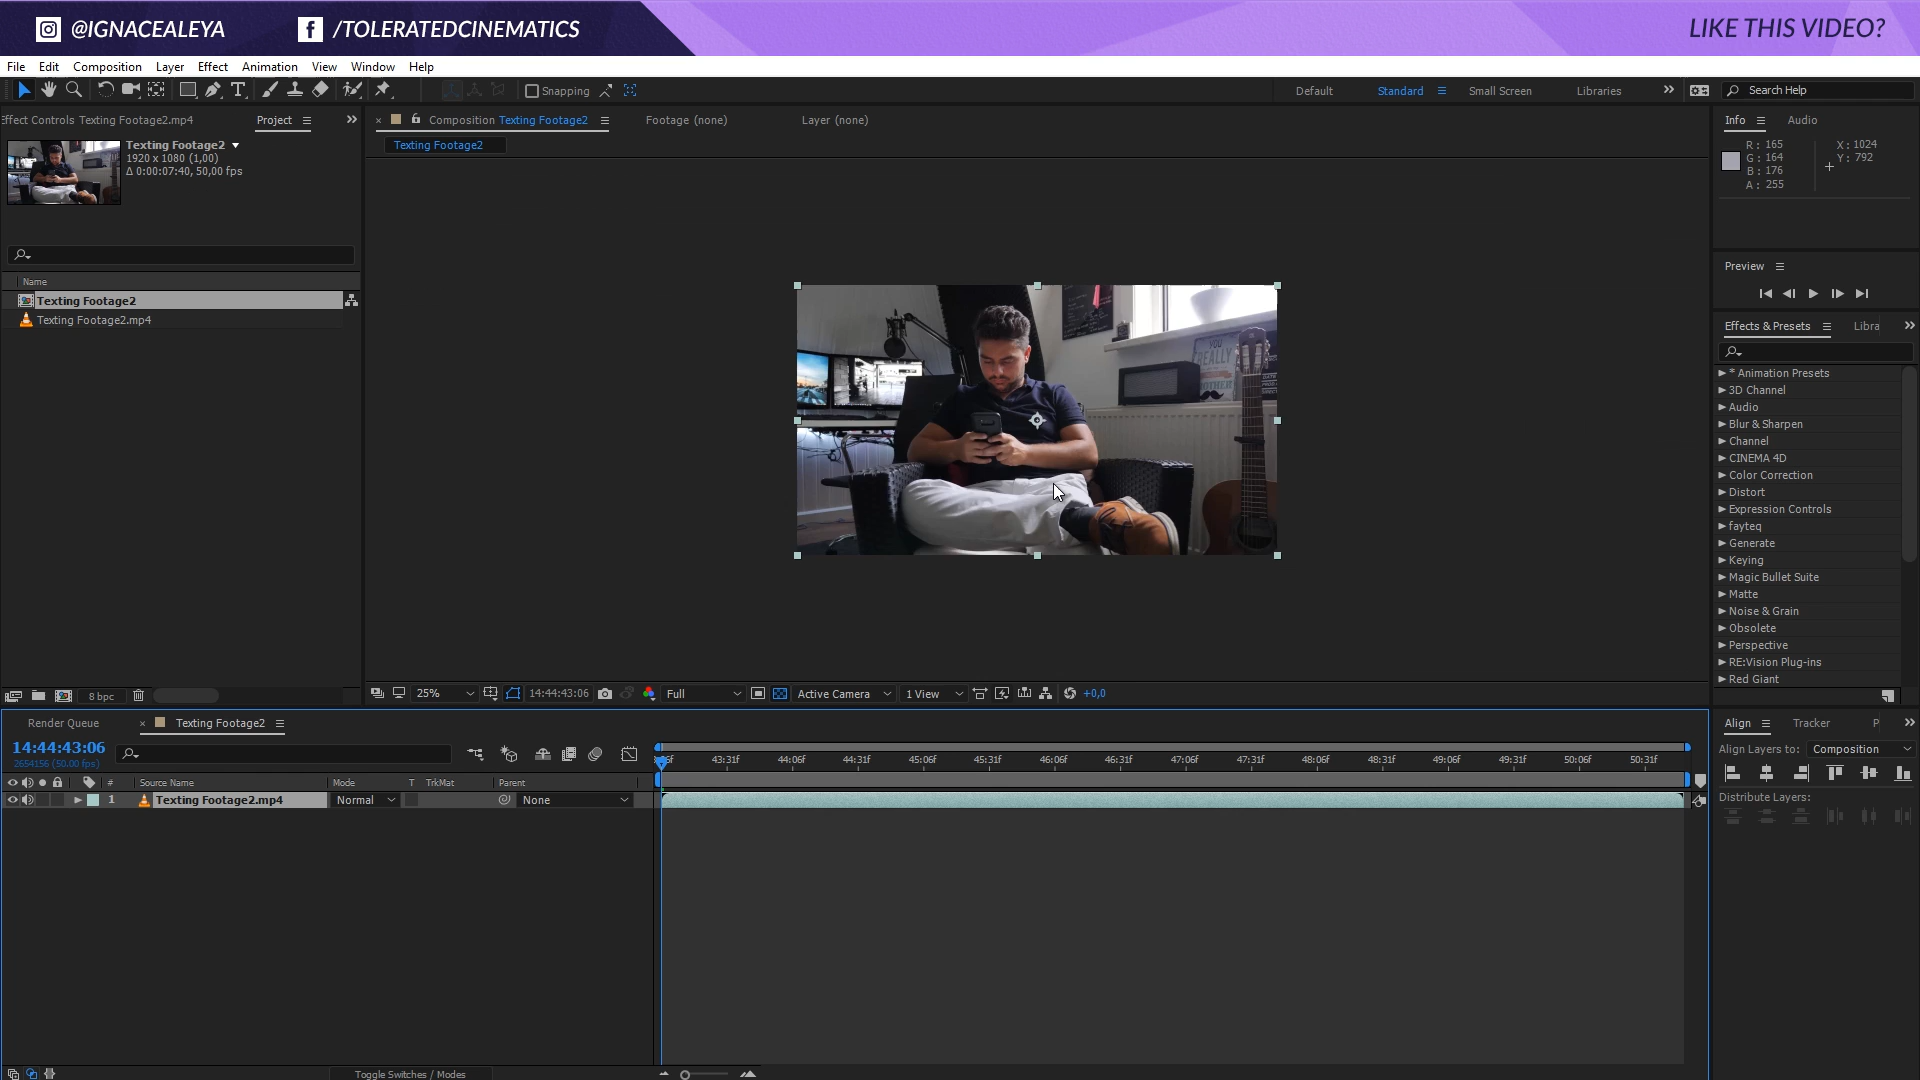 @IGNACEALEYA
/TOLERATEDCINEMATICS
LIKE THIS VIDEO?
File Edit Composition Layer Effect Animation View Window Help
Snapping
Default Standard Small Screen Libraries
Search Help
Effect Controls Texting Footage2.mp4 Project
Composition Texting Footage2 Footage (none) Layer (none)
Info Audio
Texting Footage2
Texting Footage2
1920 x 1080 (1,00)
Δ 0:00:07:40, 50,00 fps
R: 165
G: 164
B: 176
A: 255
X: 1024
Y: 792
Preview
Name
Texting Footage2
Texting Footage2.mp4
Effects & Presets Libra
* Animation Presets
3D Channel
Audio
Blur & Sharpen
Channel
CINEMA 4D
Color Correction
Distort
Expression Controls
fayteq
Generate
Keying
Magic Bullet Suite
Matte
Noise & Grain
Obsolete
Perspective
RE:Vision Plug-ins
Red Giant
YOU
REALLY
8 bpc
25% 14:44:43:06 Full Active Camera 1 View +0,0
Render Queue Texting Footage2
Align Tracker P
14:44:43:06
2654156 (50.00 fps)
43:31f 44:06f 44:31f 45:06f 45:31f 46:06f 46:31f 47:06f 47:31f 48:06f 48:31f 49:06f 49:31f 50:06f 50:31f
Align Layers to: Composition
# Source Name Mode T TrkMat Parent
1 Texting Footage2.mp4 Normal None
Distribute Layers:
Toggle Switches / Modes